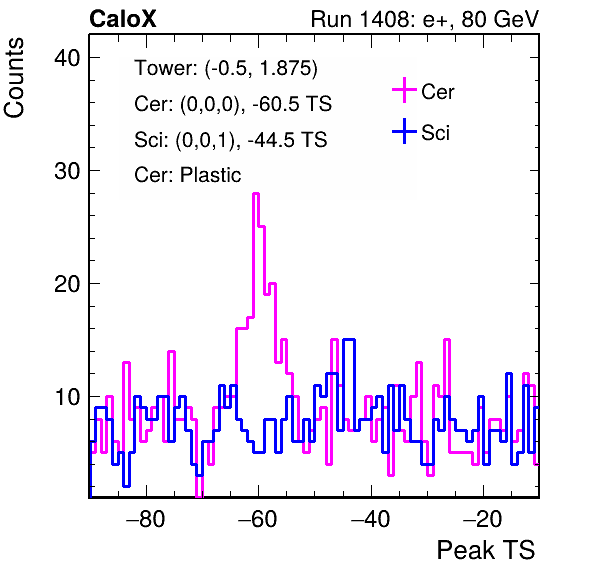 CaloX Run 1408: e+, 80 GeV
Counts
Tower: (-0.5, 1.875)
Cer: (0,0,0), -60.5 TS
Sci: (0,0,1), -44.5 TS
Cer: Plastic
Cer
Sci
40
30
20
10
−80 −60 −40 −20
Peak TS